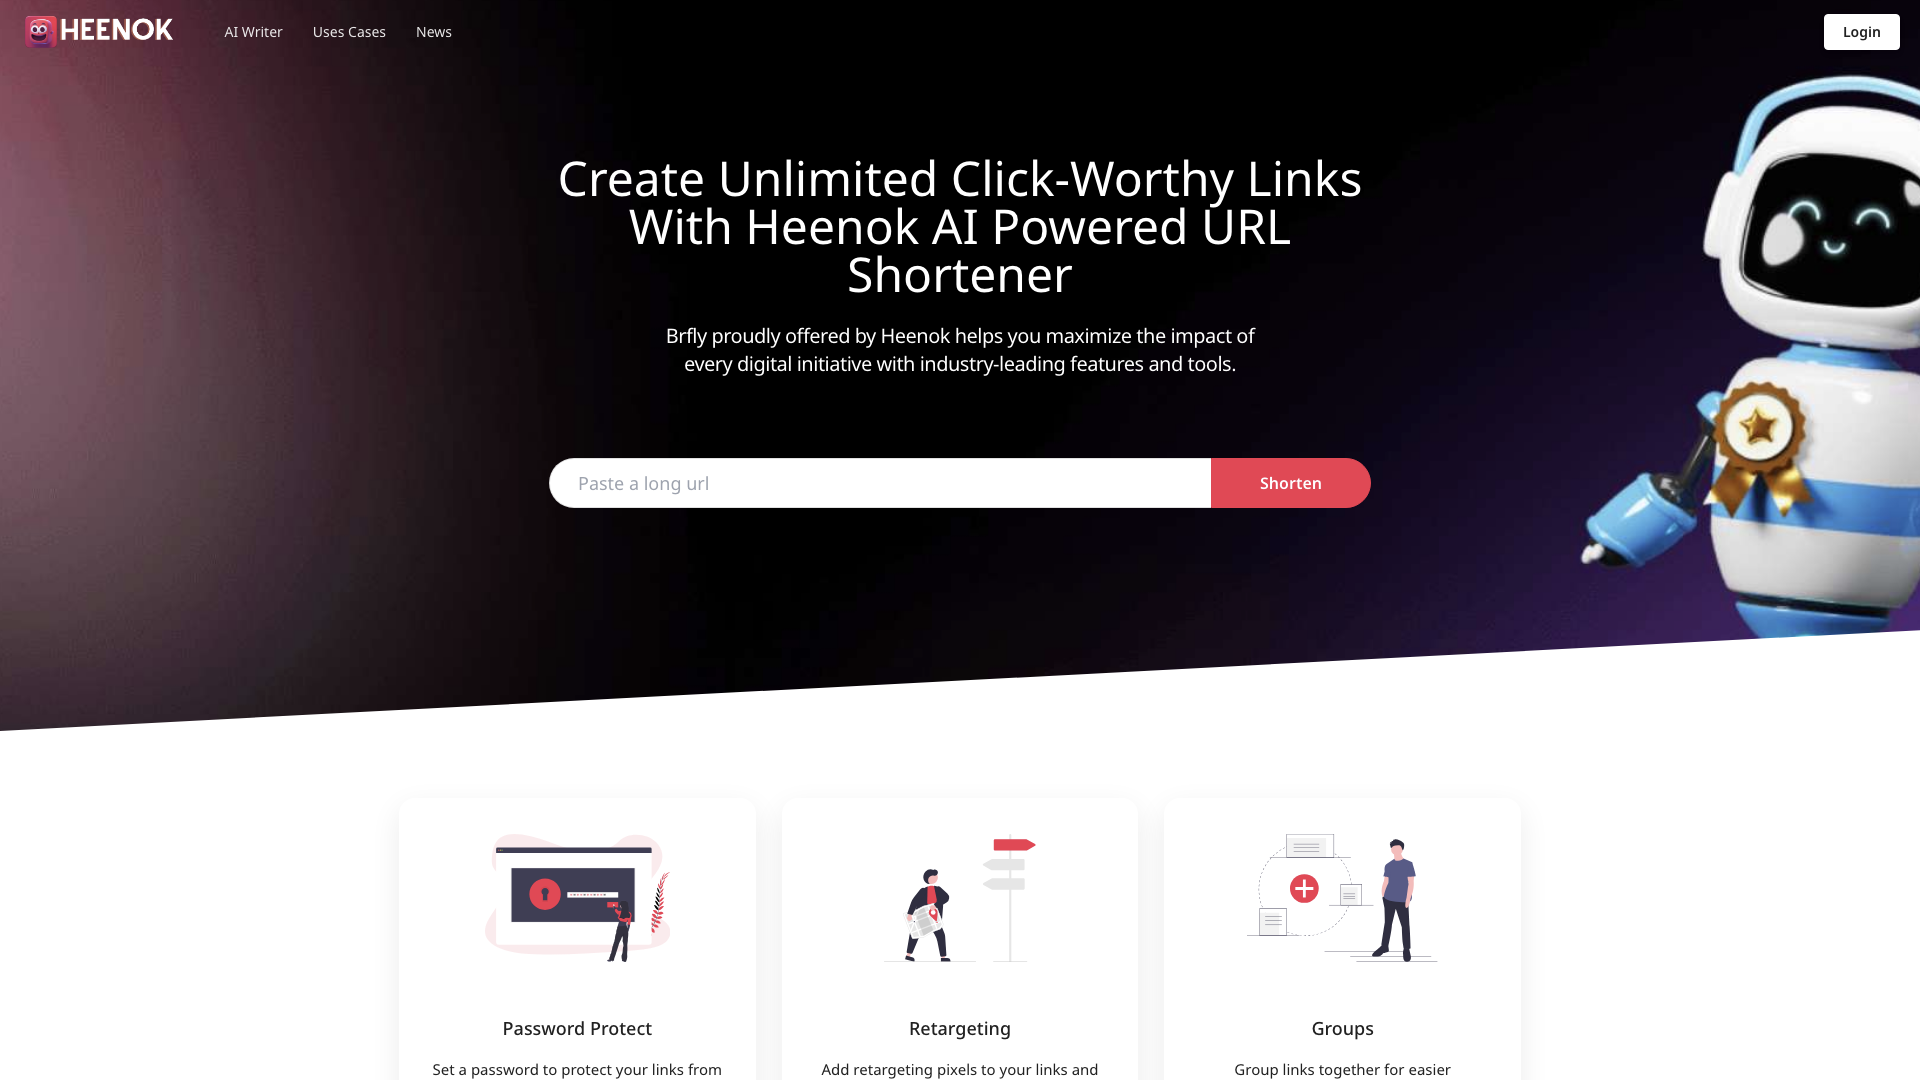 HEENOK
AI Writer
Uses Cases
News
Login
Create Unlimited Click-Worthy Links
With Heenok AI Powered URL
Shortener
Brfly proudly offered by Heenok helps you maximize the impact of
every digital initiative with industry-leading features and tools.
Paste a long url
Shorten
Password Protect
Set a password to protect your links from
Retargeting
Add retargeting pixels to your links and
Groups
Group links together for easier